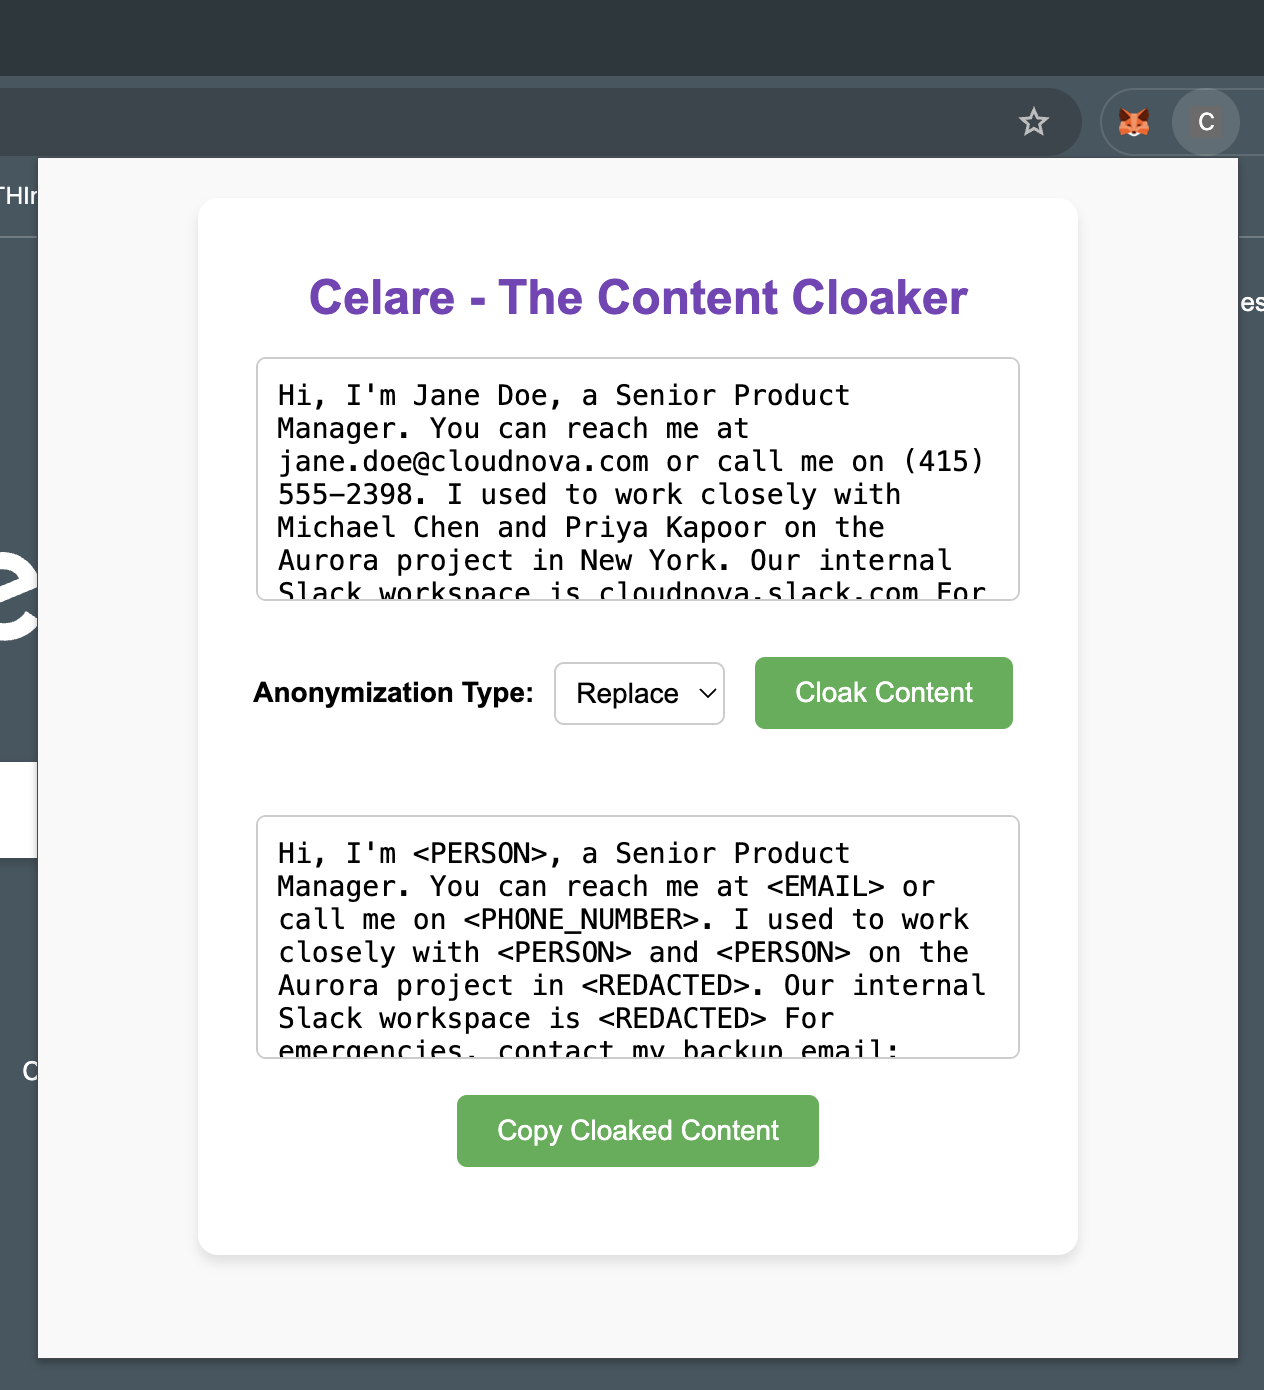 C
THIr
es
Celare - The Content Cloaker
Hi, I'm Jane Doe, a Senior Product
Manager. You can reach me at
jane.doe@cloudnova.com or call me on (415)
555-2398. I used to work closely with
Michael Chen and Priya Kapoor on the
Aurora project in New York. Our internal
Slack workspace is cloudnova.slack.com For
e
Anonymization Type: Replace Cloak Content
Hi, I'm <PERSON>, a Senior Product
Manager. You can reach me at <EMAIL> or
call me on <PHONE_NUMBER>. I used to work
closely with <PERSON> and <PERSON> on the
Aurora project in <REDACTED>. Our internal
Slack workspace is <REDACTED> For
emergencies, contact my backup email:
Copy Cloaked Content